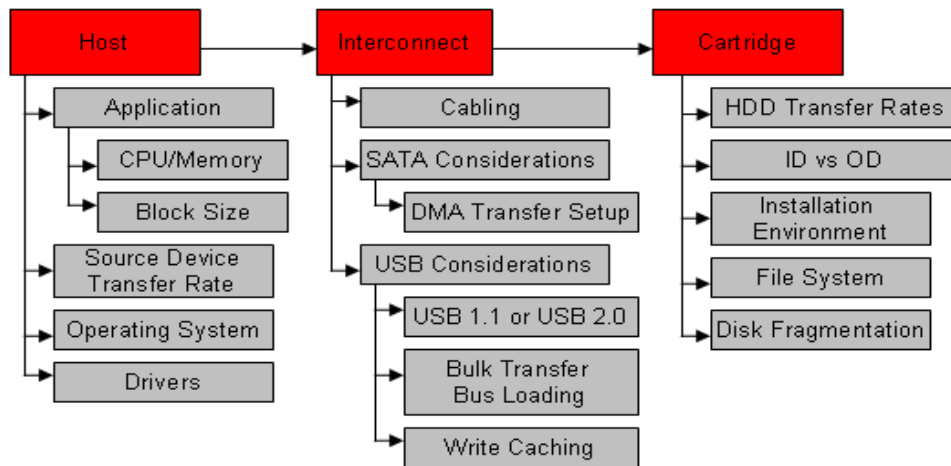 Host
Application
CPU/Memory
Block Size
Source Device
Transfer Rate
Operating System
Drivers
Interconnect
Cabling
SATA Considerations
DMA Transfer Setup
USB Considerations
USB 1.1 or USB 2.0
Bulk Transfer
Bus Loading
Write Caching
Cartridge
HDD Transfer Rates
ID vs OD
Installation
Environment
File System
Disk Fragmentation